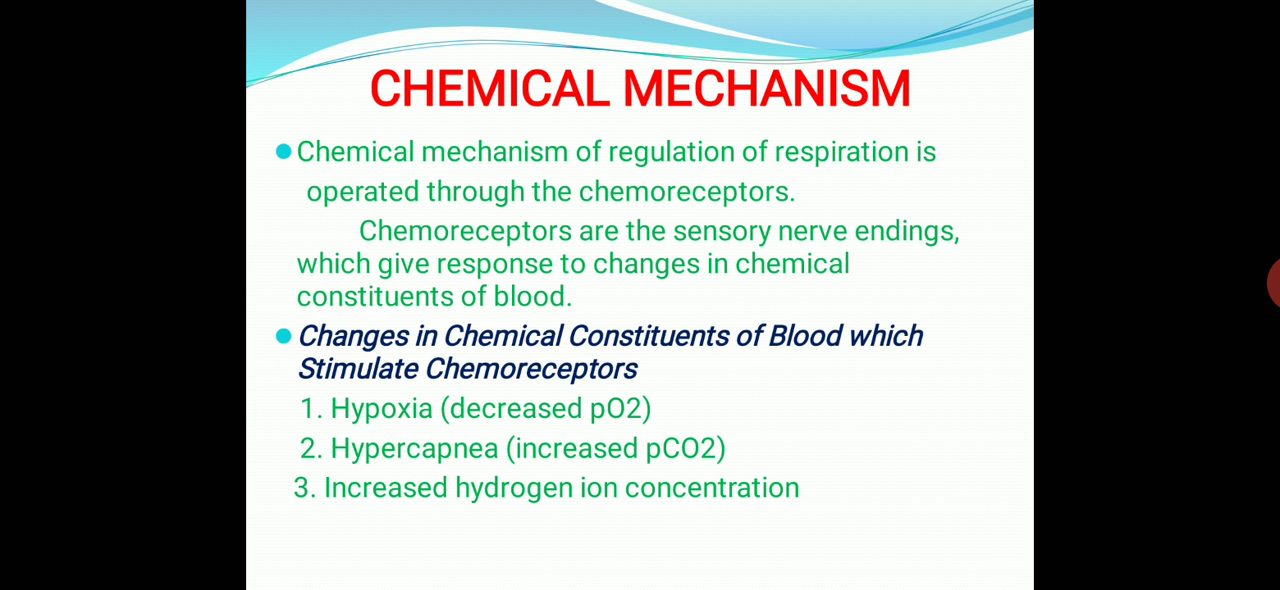 CHEMICAL MECHANISM
Chemical mechanism of regulation of respiration is
operated through the chemoreceptors.
Chemoreceptors are the sensory nerve endings,
which give response to changes in chemical
constituents of blood.
Changes in Chemical Constituents of Blood which
Stimulate Chemoreceptors
1. Hypoxia (decreased pO2)
2. Hypercapnea (increased pCO2)
3. Increased hydrogen ion concentration